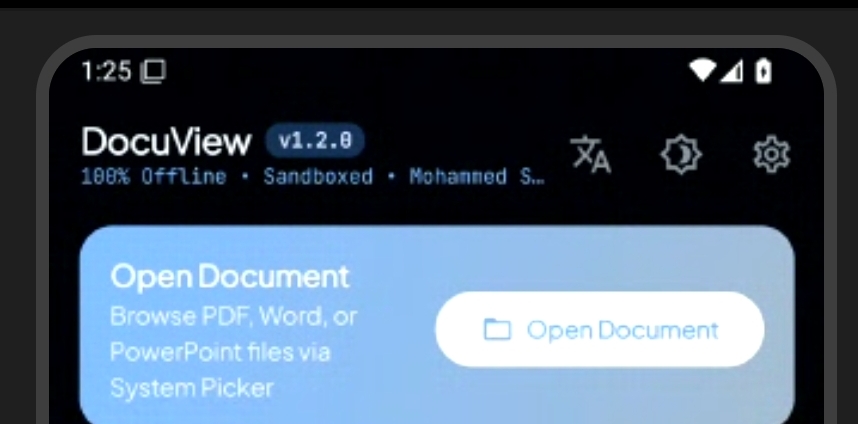 1:25
DocuView v1.2.0
100% Offline • Sandboxed • Mohammed S…
Open Document
Browse PDF, Word, or
PowerPoint files via
System Picker
Open Document